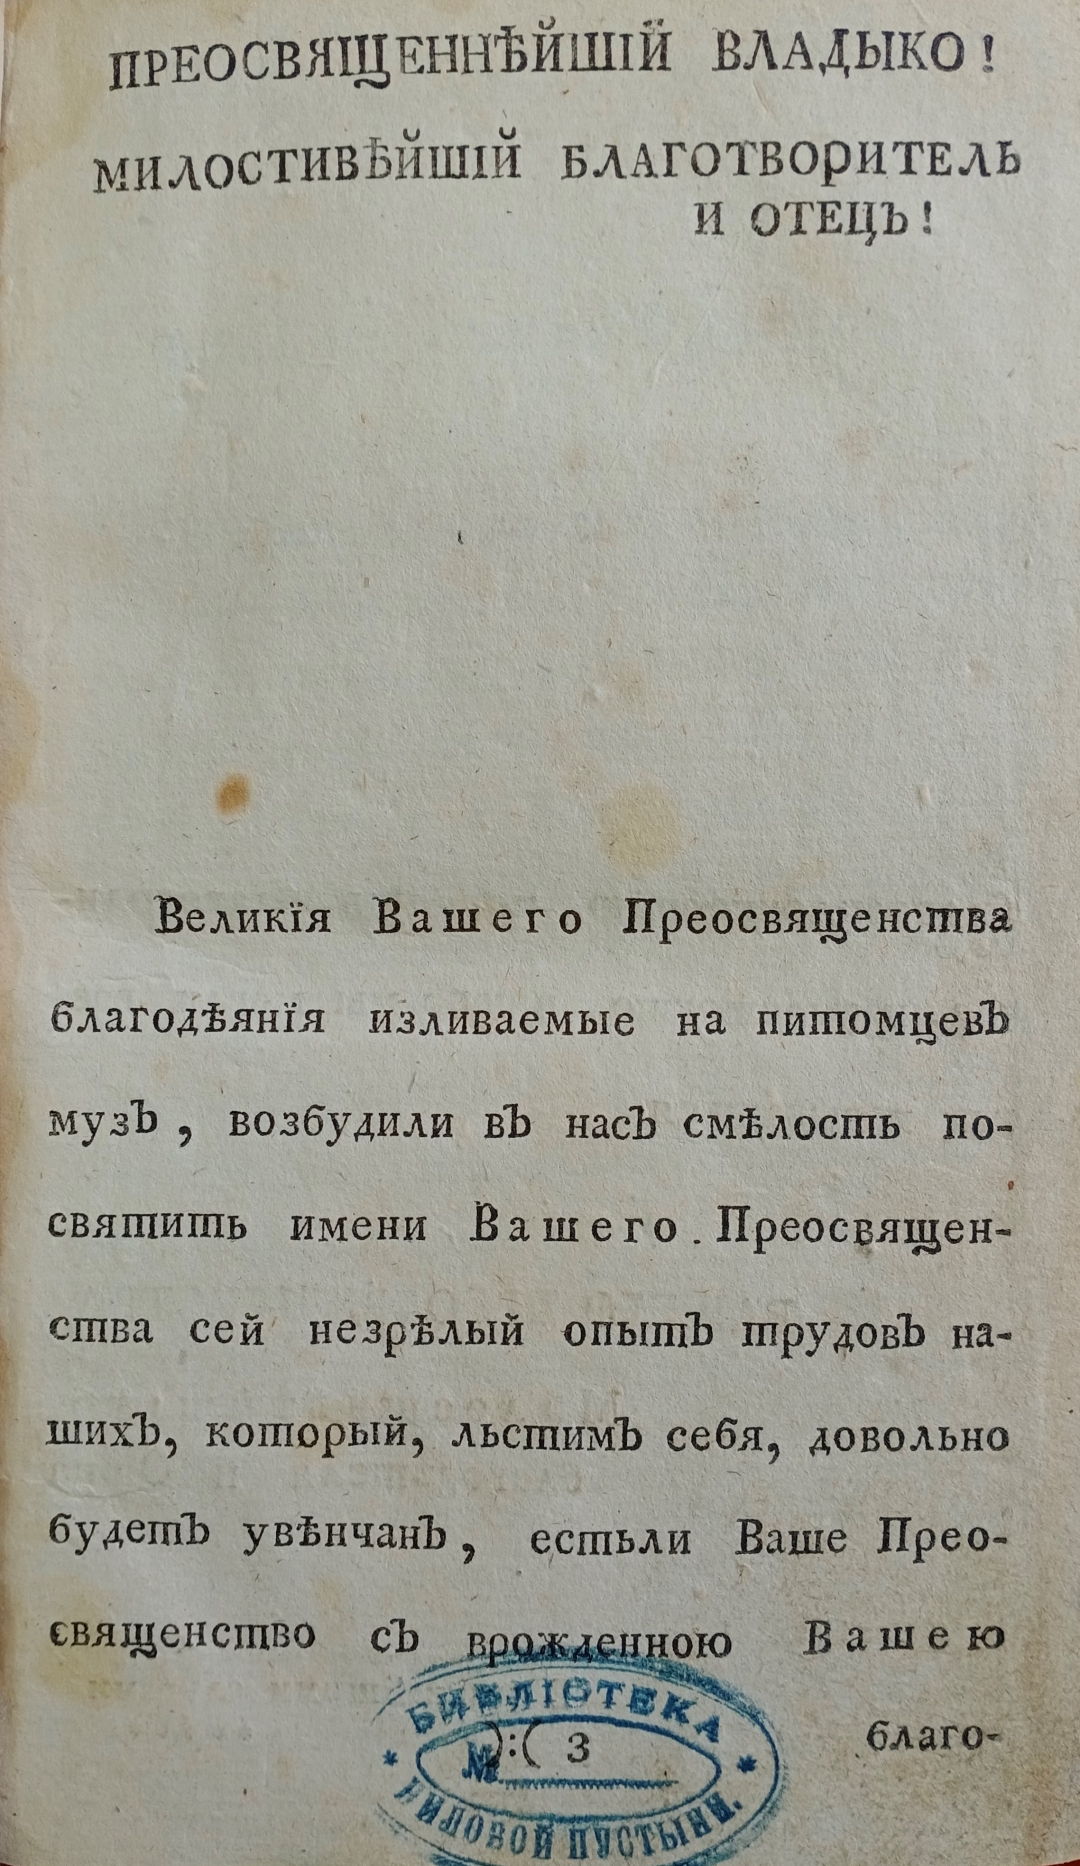 ПРЕОСВЯЩЕННѢЙШІЙ ВЛАДЫКО!
МИЛОСТИВѢЙШІЙ БЛАГОТВОРИТЕЛЬ
И ОТЕЦЪ!
Великїя Вашего Преосвященства
благодѣянїя изливаемые на питомцевъ
музъ, возбудили въ насъ смѣлость по-
святить имени Вашего. Преосвящен-
ства сей незрѣлый опытъ трудовъ на-
шихъ, который, льстимъ себя, довольно
будетъ увѣнчанъ, естьли Ваше Прео-
священство съ врожденною Вашею
благо-
):( 3
БИБЛІОТЕКА
№
НИЛОВОЙ ПУСТЫНИ.